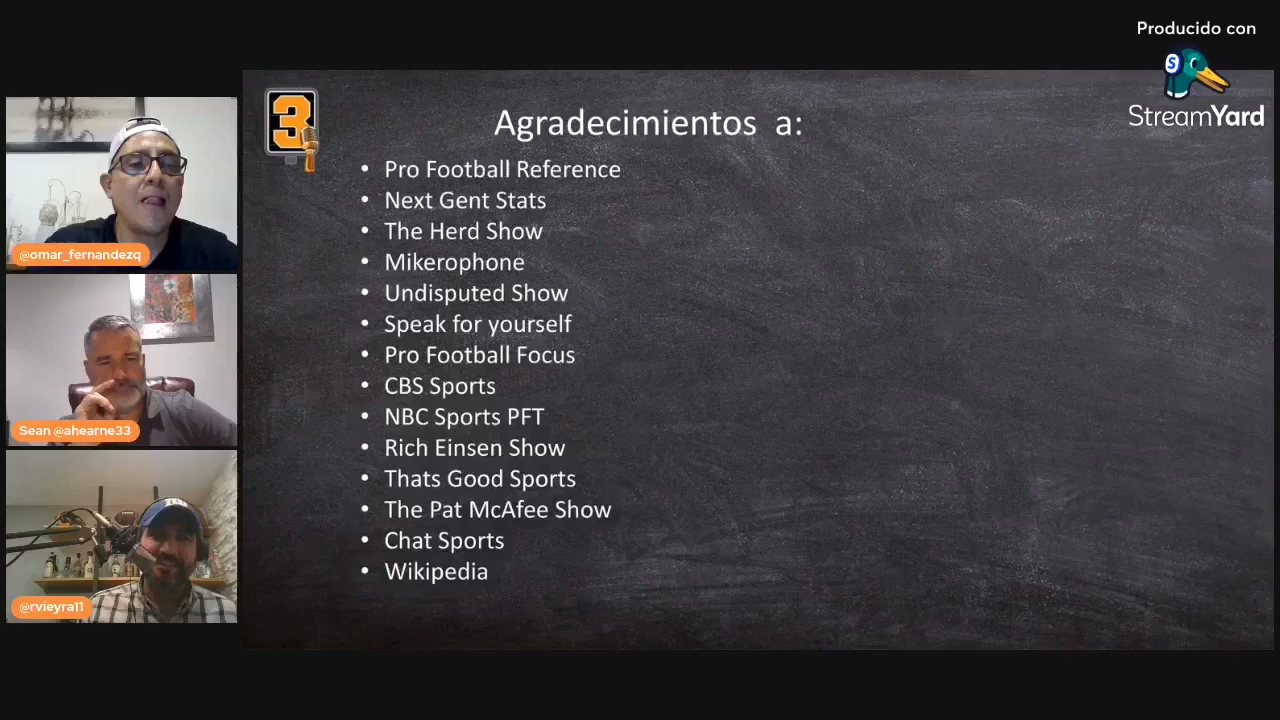 Producido con
StreamYard
3
Agradecimientos a:
• Pro Football Reference
• Next Gent Stats
• The Herd Show
• Mikerophone
• Undisputed Show
• Speak for yourself
• Pro Football Focus
• CBS Sports
• NBC Sports PFT
• Rich Einsen Show
• Thats Good Sports
• The Pat McAfee Show
• Chat Sports
• Wikipedia
@omar_fernandezq
Sean @ahearne33
@rvieyra11